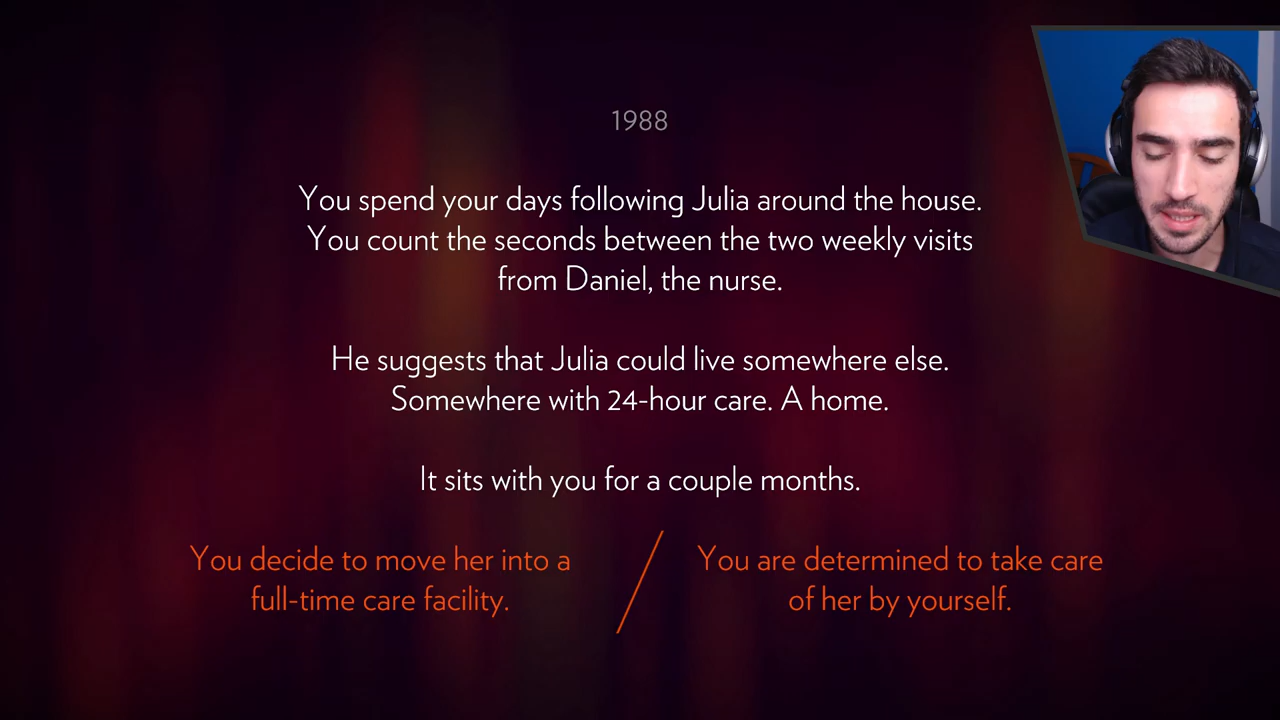 1988
You spend your days following Julia around the house.
You count the seconds between the two weekly visits
from Daniel, the nurse.
He suggests that Julia could live somewhere else.
Somewhere with 24-hour care. A home.
It sits with you for a couple months.
You decide to move her into a
full-time care facility.
You are determined to take care
of her by yourself.